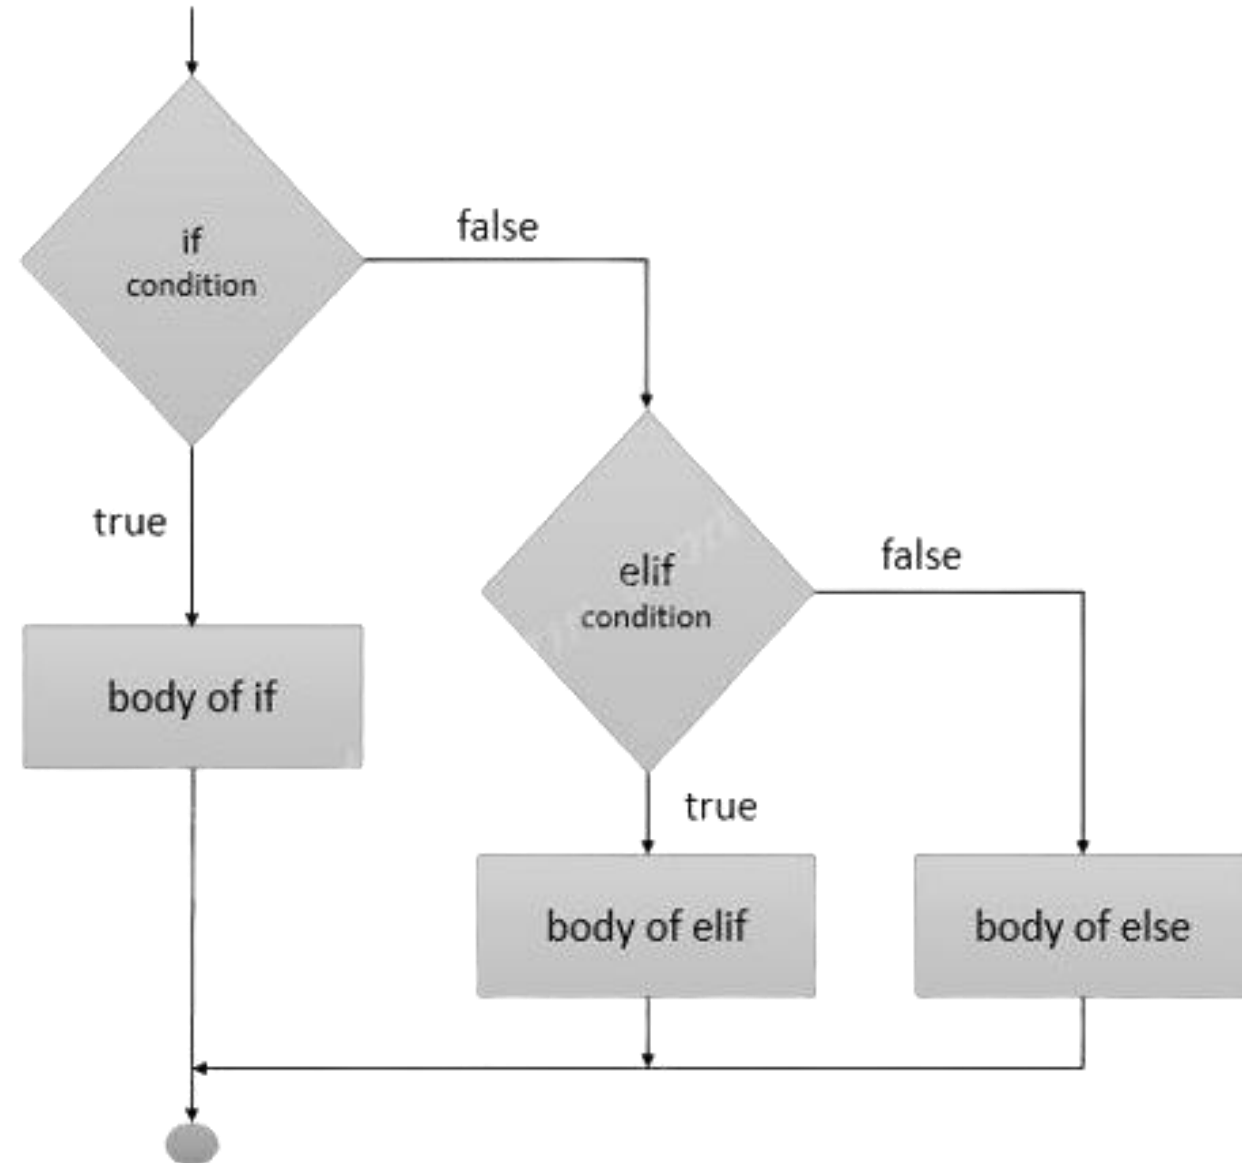 if
condition
false
true
elif
condition
false
body of if
true
body of elif
body of else